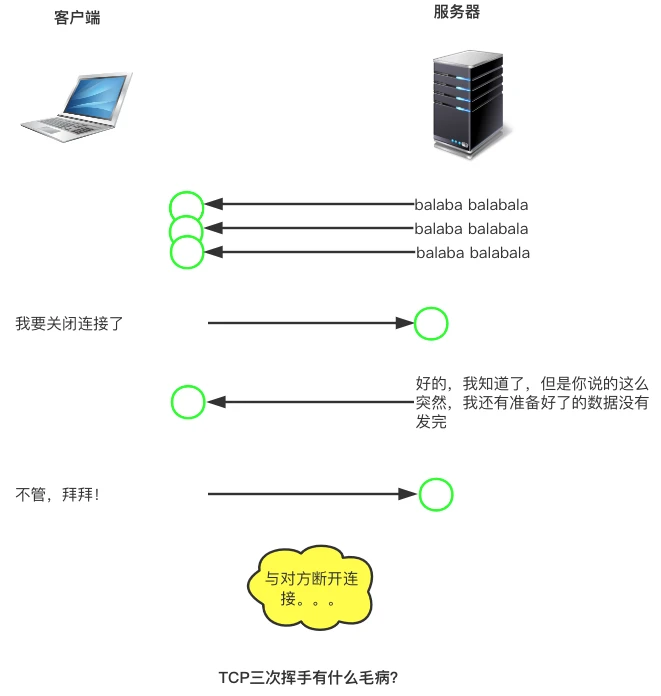 客户端
服务器
balaba balabala
balaba balabala
balaba balabala
我要关闭连接了
好的，我知道了，但是你说的这么
突然，我还有准备好了的数据没有
发完
不管，拜拜！
与对方断开连
接。。。
TCP三次挥手有什么毛病？